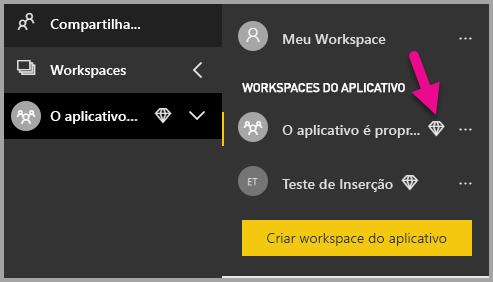 Compartilha...
Workspaces
O aplicativo...
Meu Workspace
...
WORKSPACES DO APLICATIVO
O aplicativo é propr...
...
ET
Teste de Inserção
...
Criar workspace do aplicativo